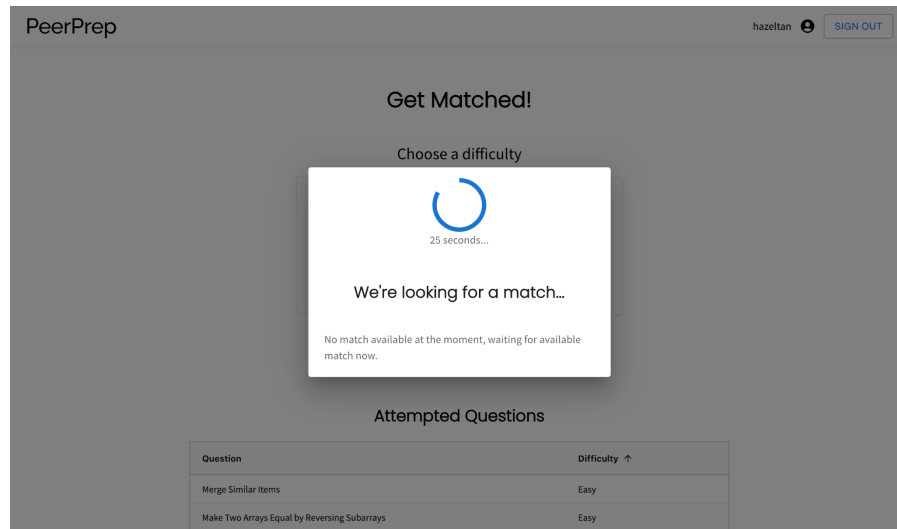 PeerPrep
hazeltan SIGN OUT
Get Matched!
Choose a difficulty
25 seconds...
We're looking for a match...
No match available at the moment, waiting for available
match now.
Attempted Questions
Question Difficulty ↑
Merge Similar Items Easy
Make Two Arrays Equal by Reversing Subarrays Easy